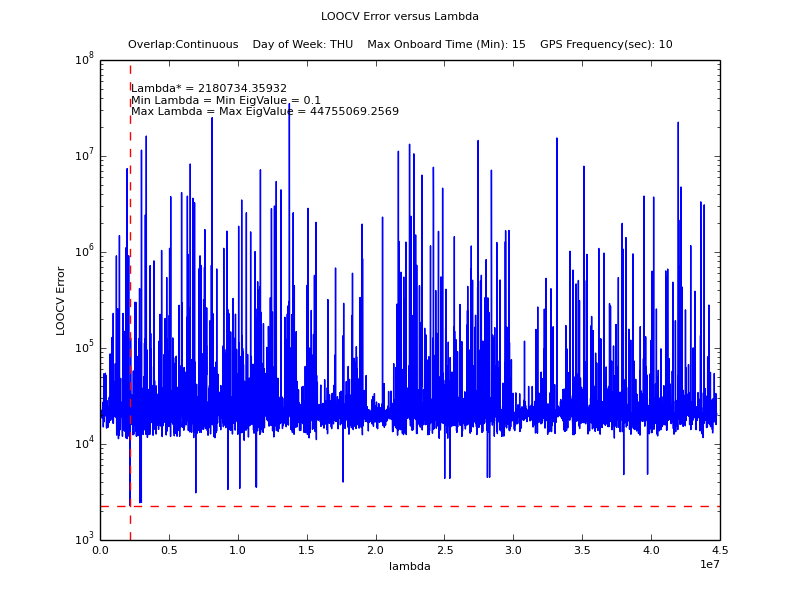 LOOCV Error versus Lambda
Overlap:Continuous Day of Week: THU Max Onboard Time (Min): 15 GPS Frequency(sec): 10
10^8
Lambda* = 2180734.35932
Min Lambda = Min EigValue = 0.1
Max Lambda = Max EigValue = 44755069.2569
10^7
10^6
LOOCV Error
10^5
10^4
10^3
0.0 0.5 1.0 1.5 2.0 2.5 3.0 3.5 4.0 4.5
1e7
lambda